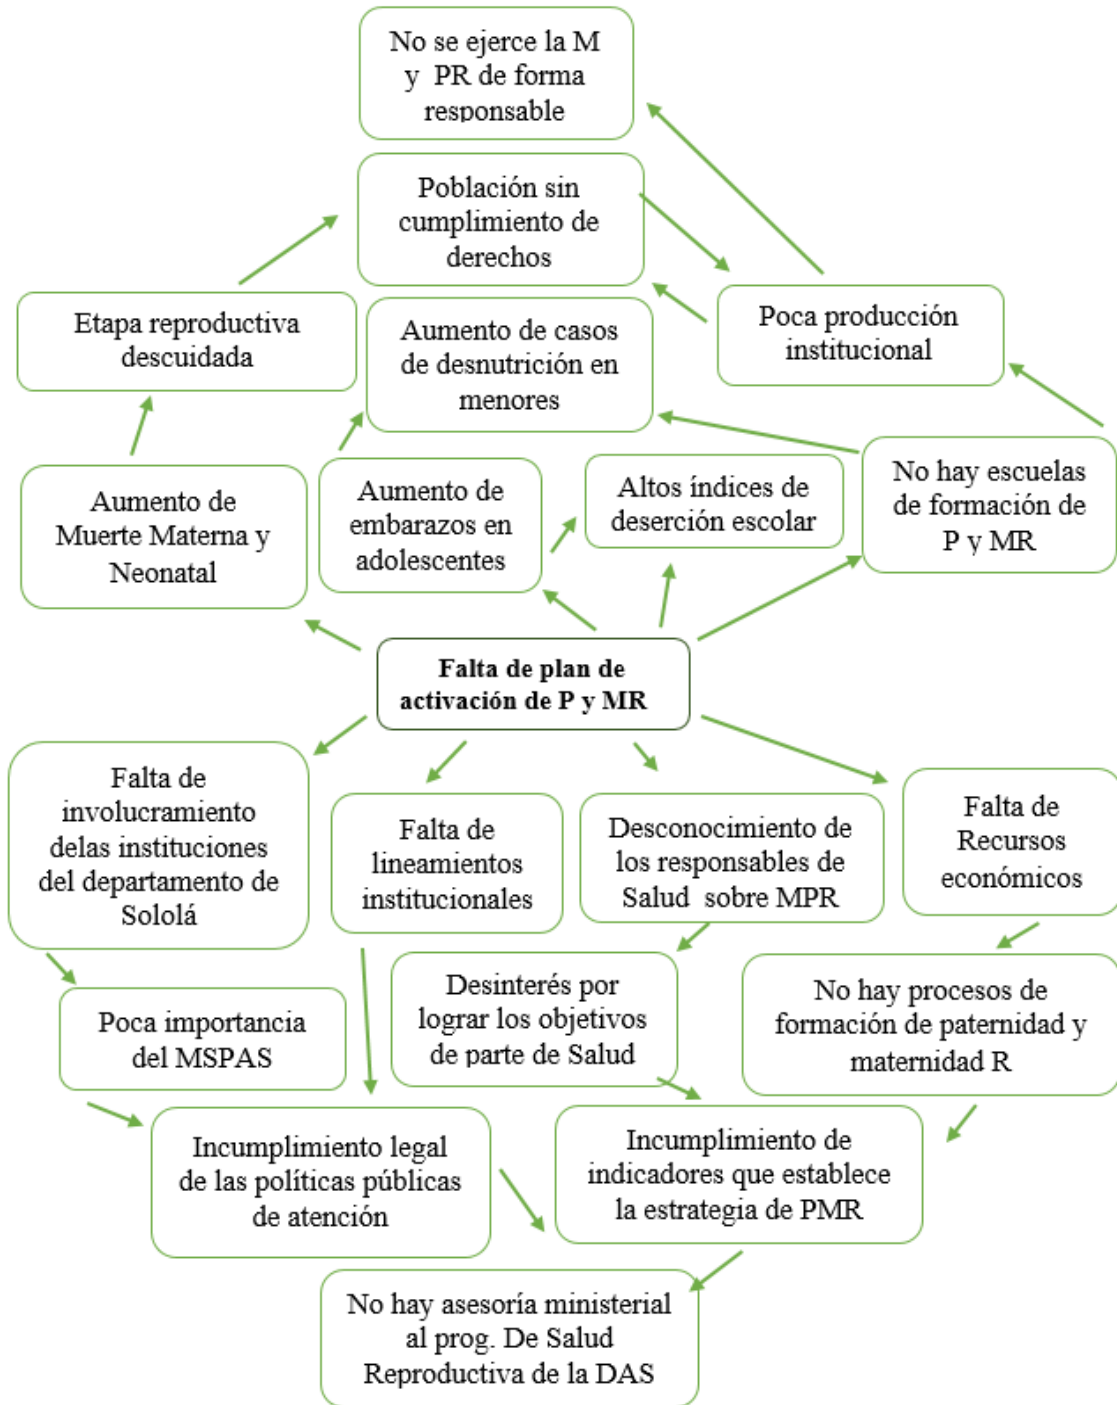 No se ejerce la M
y PR de forma
responsable
Población sin
cumplimiento de
derechos
Etapa reproductiva
descuidada
Aumento de casos
de desnutrición en
menores
Poca producción
institucional
Aumento de
Muerte Materna y
Neonatal
Aumento de
embarazos en
adolescentes
Altos índices de
deserción escolar
No hay escuelas
de formación de
P y MR
Falta de plan de
activación de P y MR
Falta de
involucramiento
delas instituciones
del departamento de
Sololá
Falta de
lineamientos
institucionales
Desconocimiento de
los responsables de
Salud sobre MPR
Falta de
Recursos
económicos
Poca importancia
del MSPAS
Desinterés por
lograr los objetivos
de parte de Salud
No hay procesos de
formación de paternidad y
maternidad R
Incumplimiento legal
de las políticas públicas
de atención
Incumplimiento de
indicadores que establece
la estrategia de PMR
No hay asesoría ministerial
al prog. De Salud
Reproductiva de la DAS